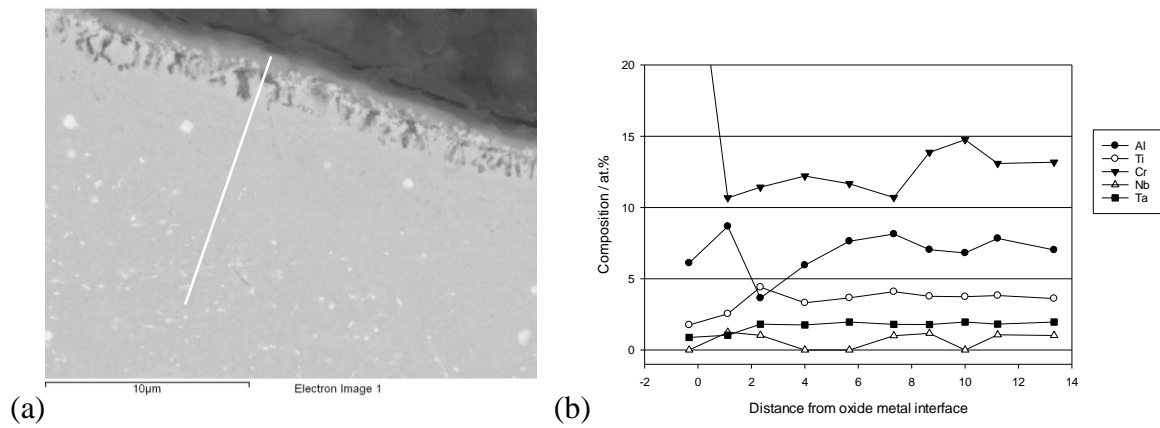 10µm
Electron Image 1
(a)
20
15
10
5
0
-2 0 2 4 6 8 10 12 14
Composition / at.%
Distance from oxide metal interface
Al
Ti
Cr
Nb
Ta
(b)